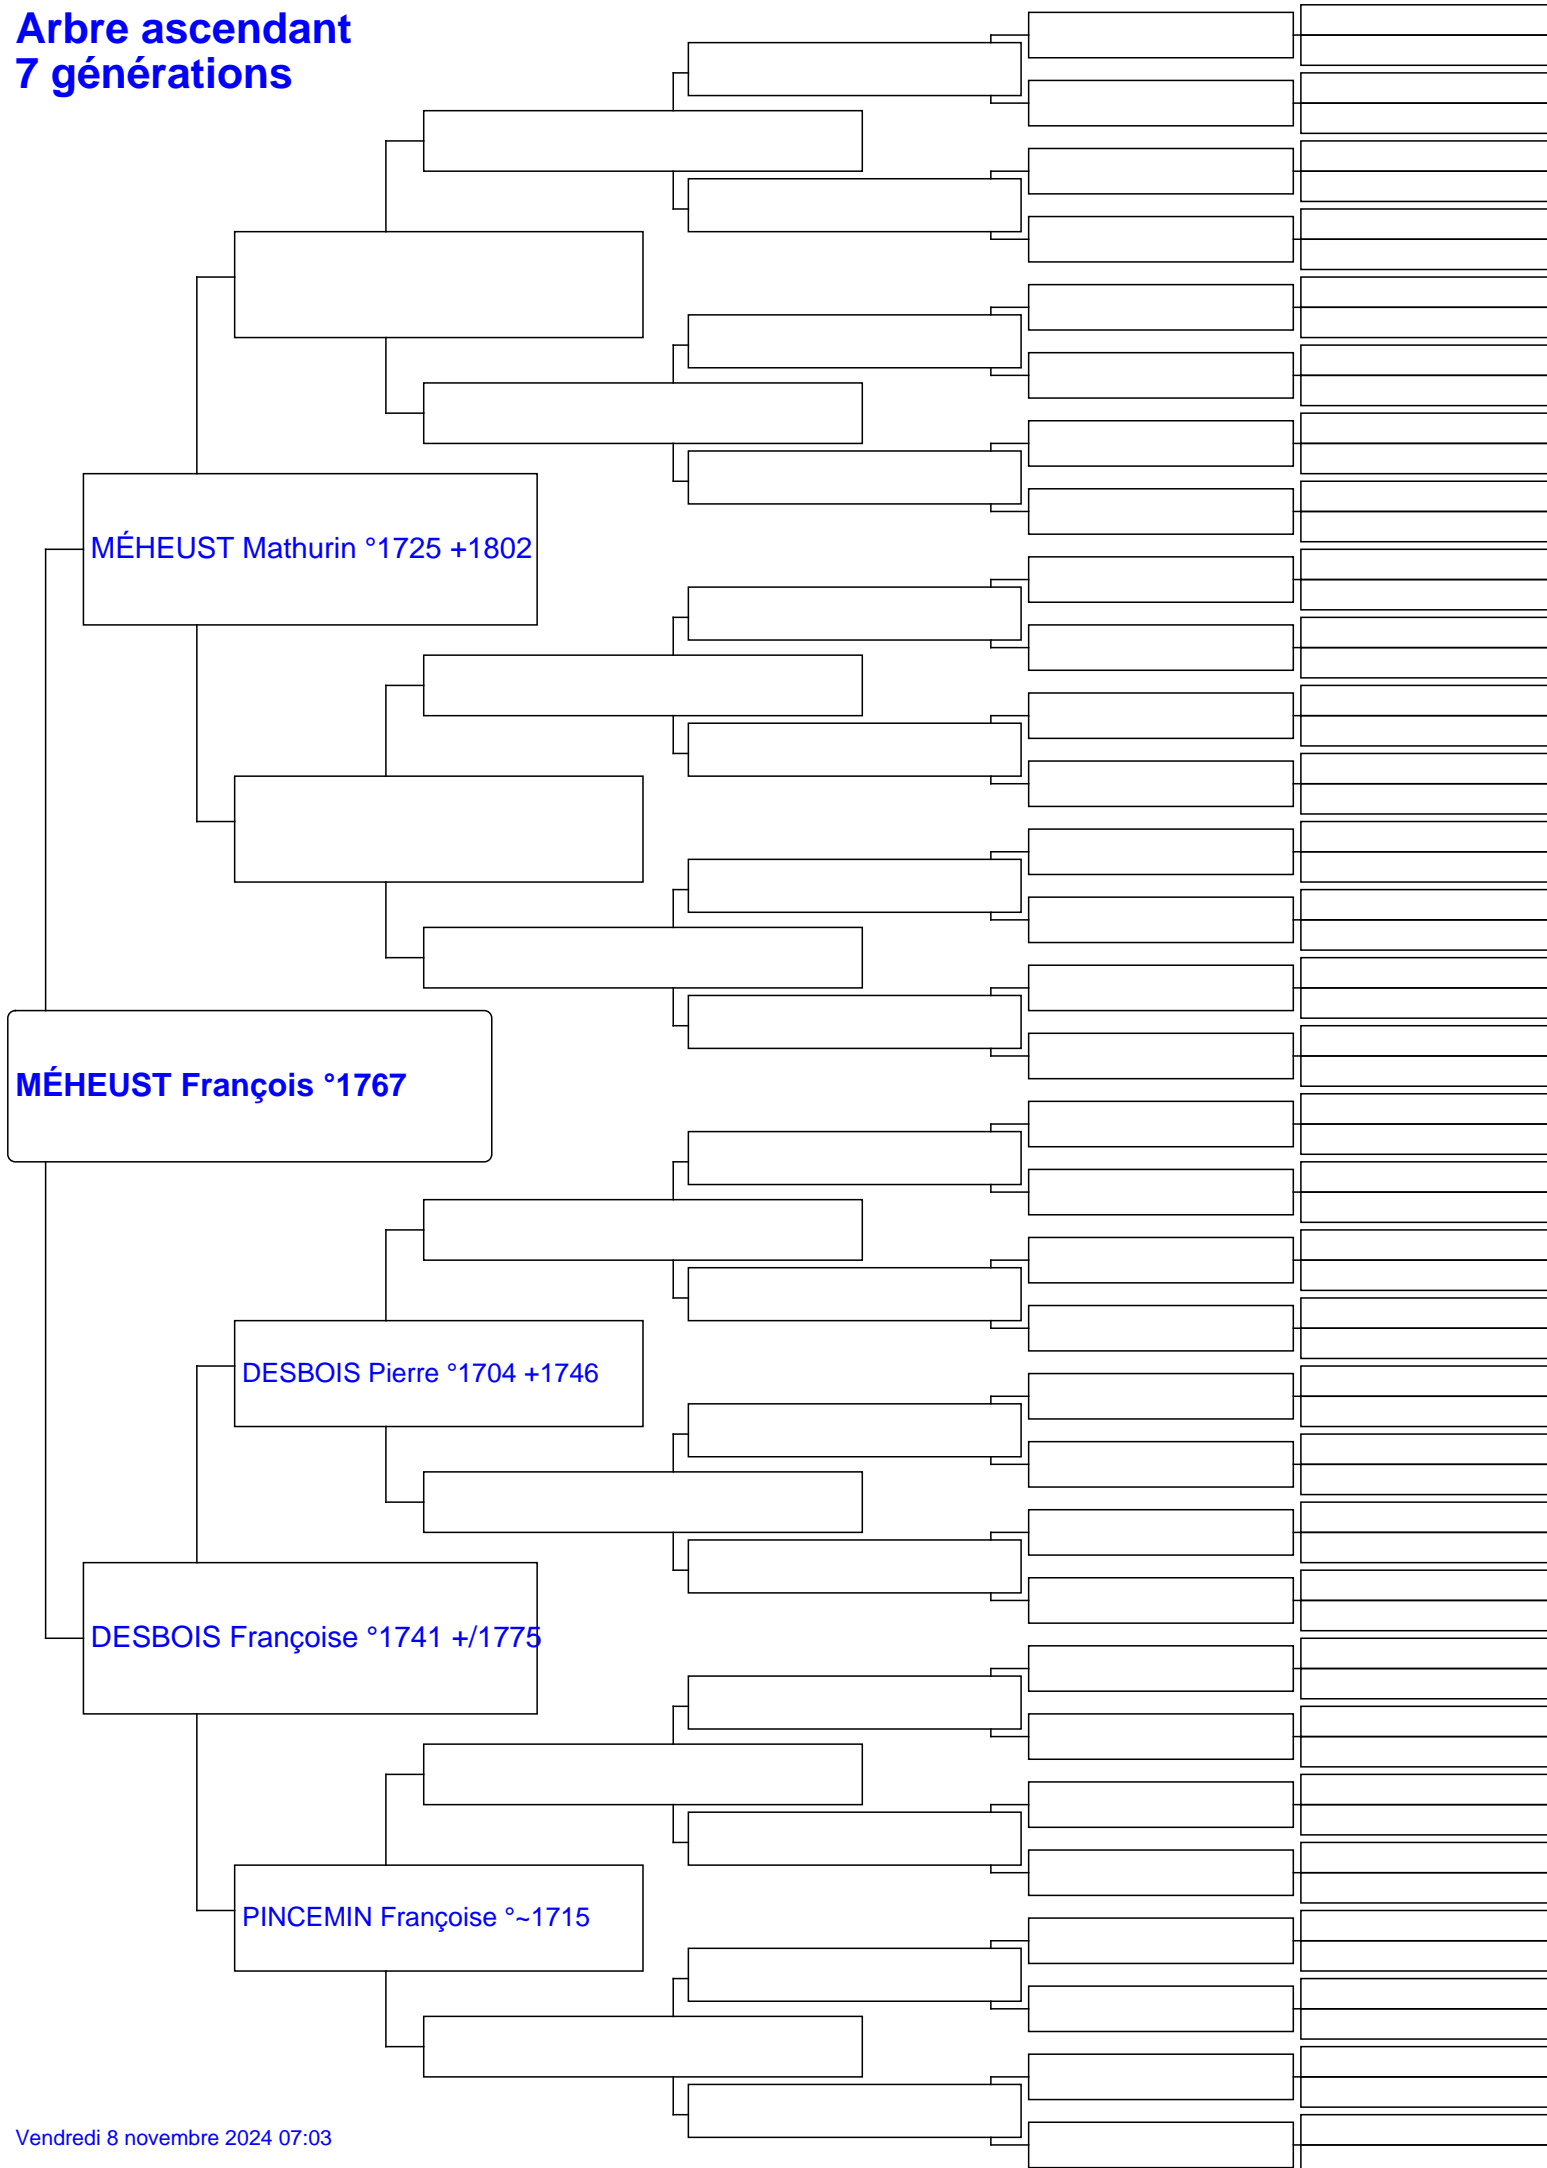 Arbre ascendant
7 générations
MÉHEUST Mathurin °1725 +1802
MÉHEUST François °1767
DESBOIS Pierre °1704 +1746
DESBOIS Françoise °1741 +/1775
PINCEMIN Françoise °~1715
Vendredi 8 novembre 2024 07:03